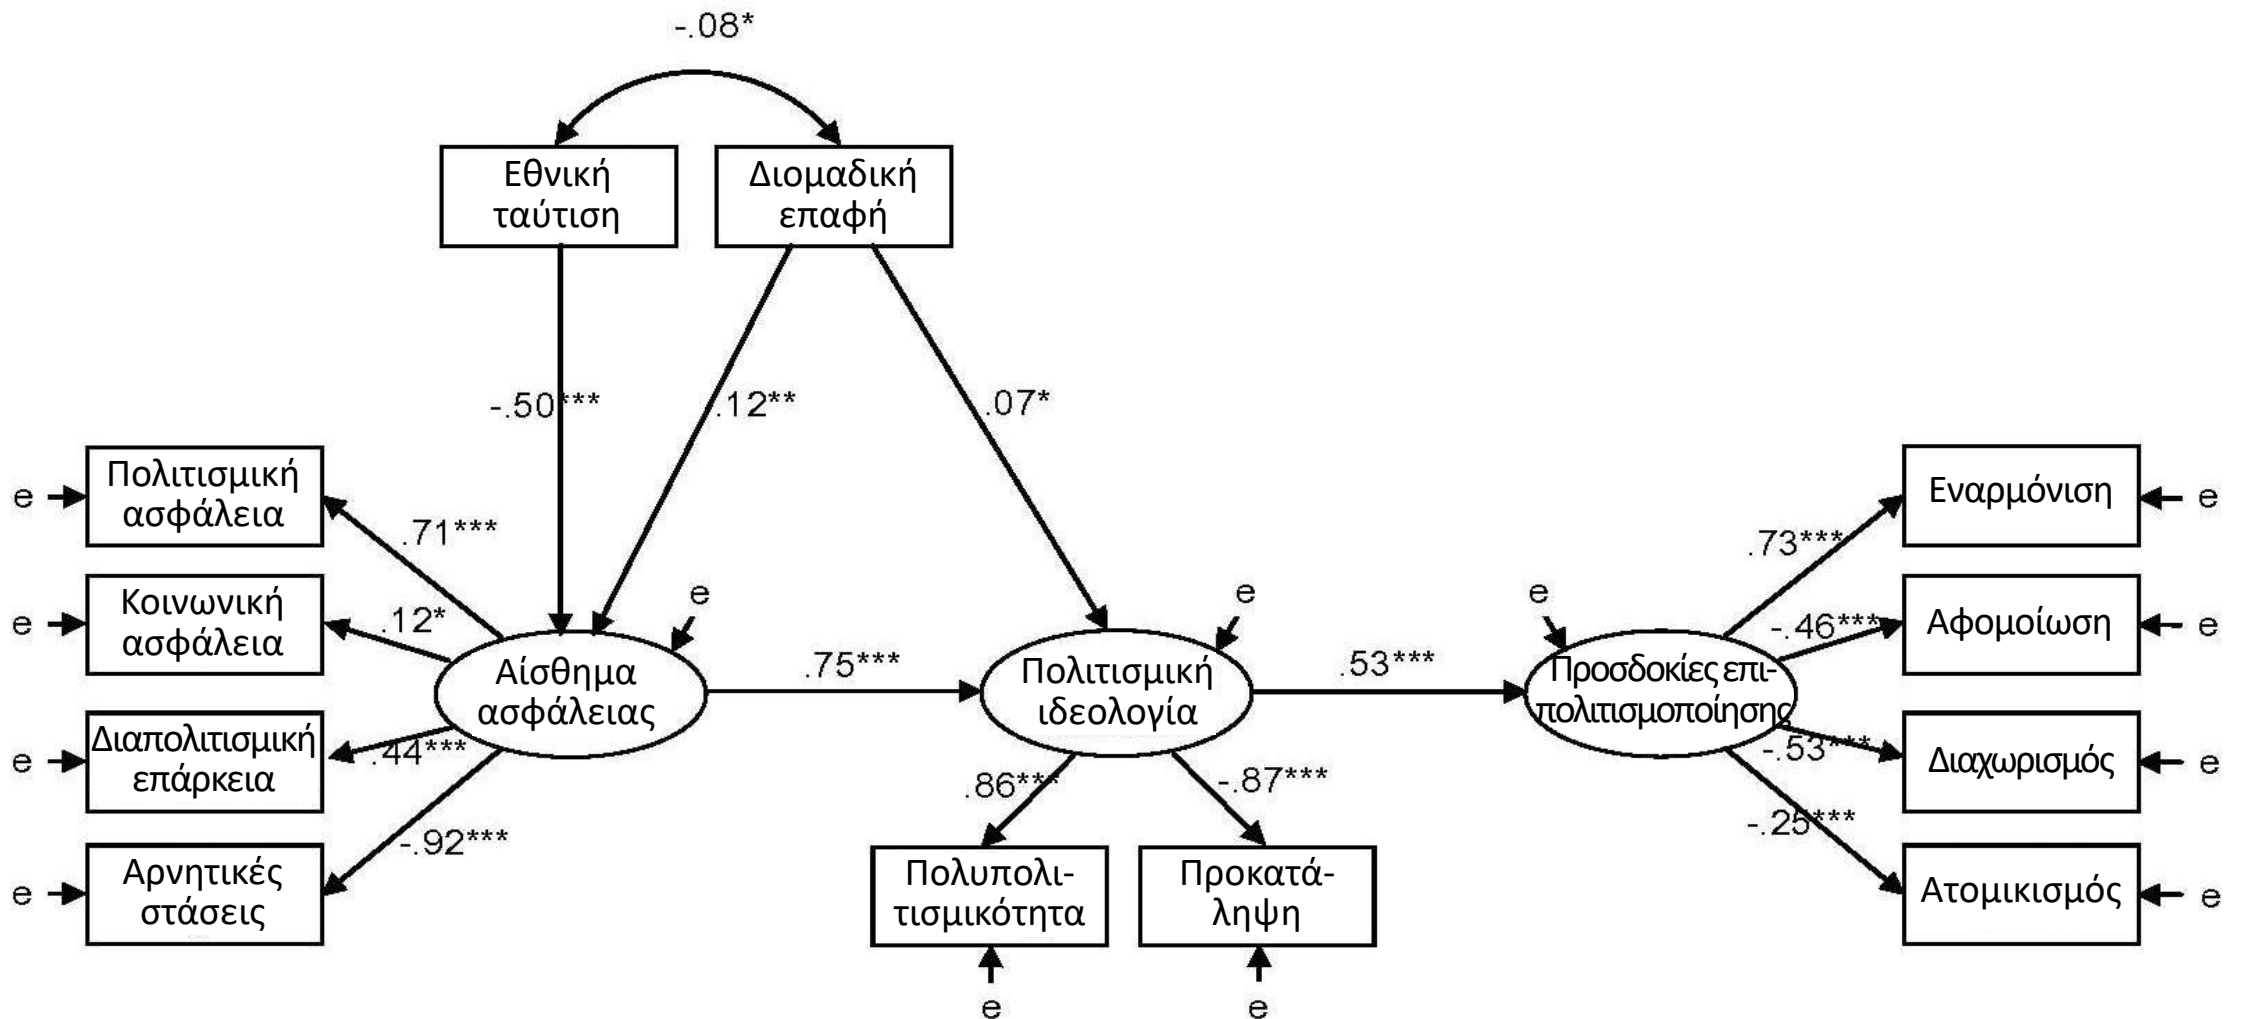 -.08*
Εθνική
ταύτιση
Διομαδική
επαφή
-.50***
.12**
.07*
e
Πολιτισμική
ασφάλεια
.71***
e
Κοινωνική
ασφάλεια
.12*
e
Διαπολιτισμική
επάρκεια
.44***
e
Αρνητικές
στάσεις
-.92***
e
Αίσθημα
ασφάλειας
.75***
e
Πολιτισμική
ιδεολογία
.53***
e
Προσδοκίες επι-
πολιτισμοποίησης
.86***
-.87***
Πολυπολι-
τισμικότητα
e
Προκατά-
ληψη
e
.73***
Εναρμόνιση
e
-.46***
Αφομοίωση
e
-.53***
Διαχωρισμός
e
-.25***
Ατομικισμός
e